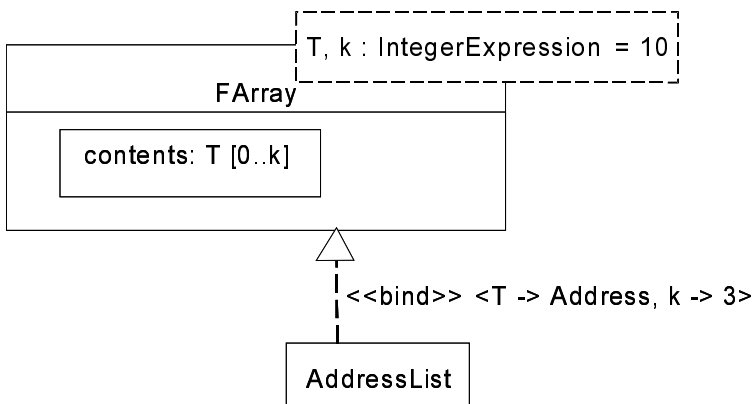 T, k : IntegerExpression = 10
FArray
contents: T [0..k]
<<bind>> <T -> Address, k -> 3>
AddressList